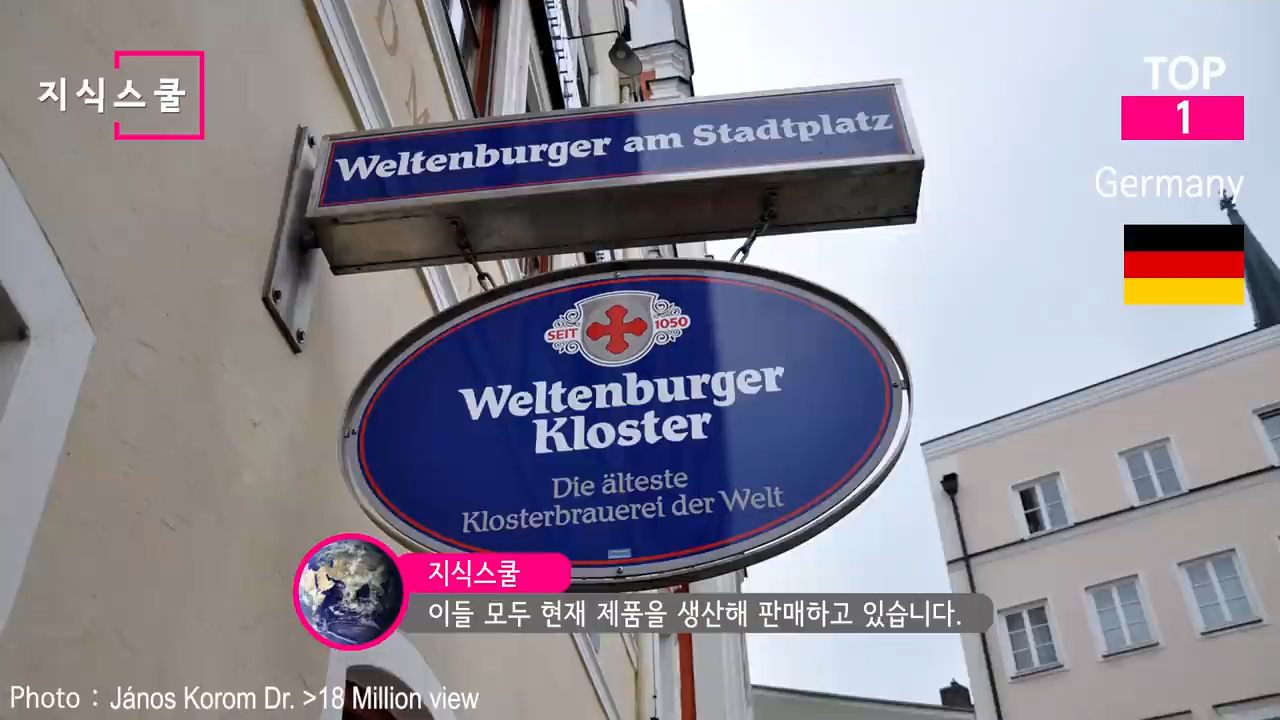 지식스쿨
TOP
1
Germany
Weltenburger am Stadtplatz
SEIT 1050
Weltenburger
Kloster
Die älteste
Klosterbrauerei der Welt
지식스쿨
이들 모두 현재 제품을 생산해 판매하고 있습니다.
Photo : János Korom Dr. >18 Million view